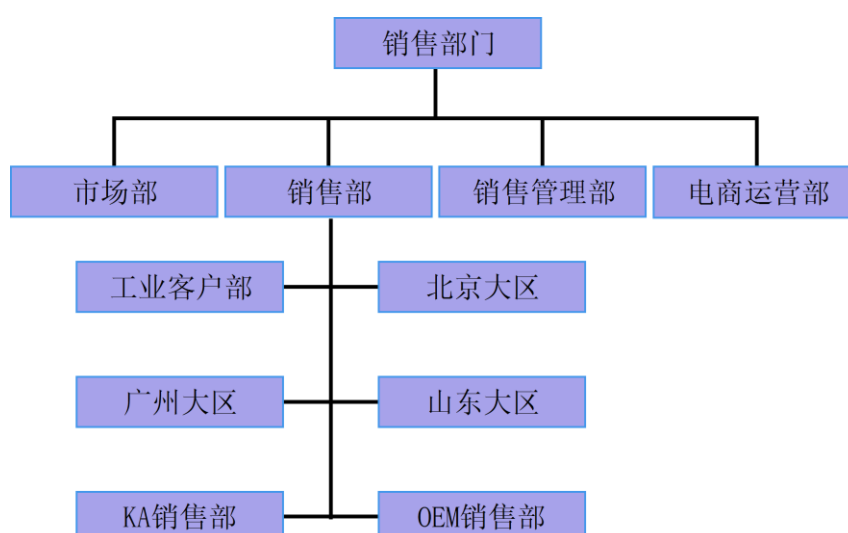 销售部门
市场部
销售部
销售管理部
电商运营部
工业客户部
北京大区
广州大区
山东大区
KA销售部
OEM销售部